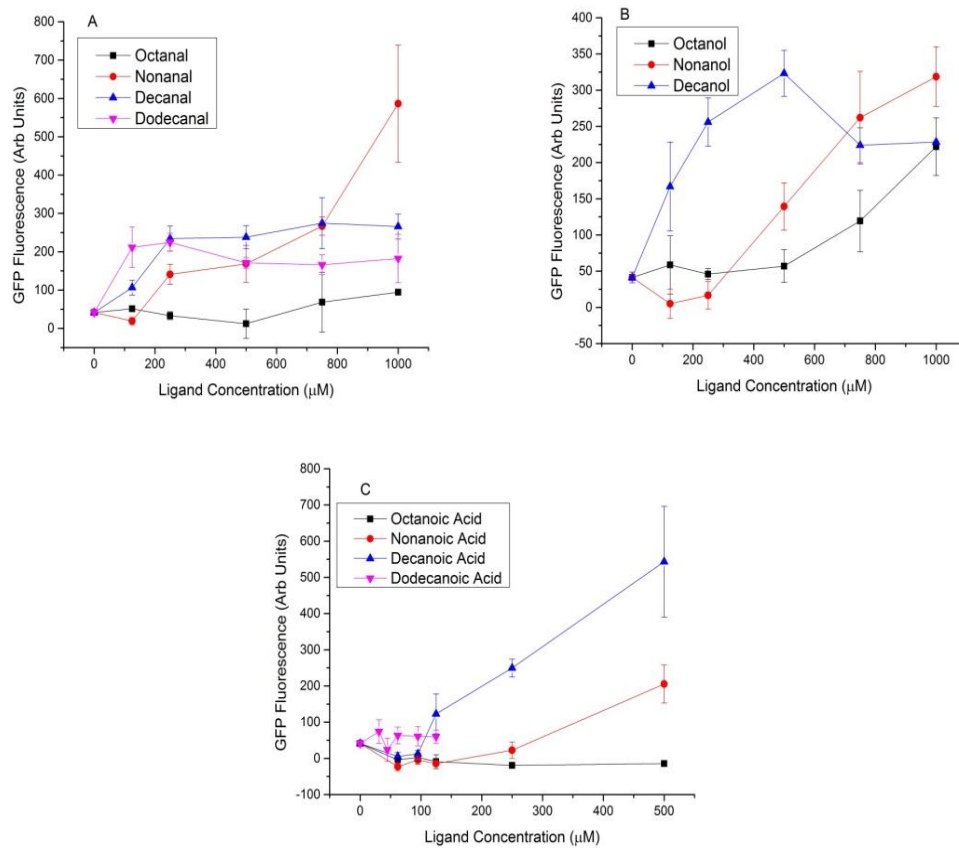 A
Octanal
Nonanal
Decanal
Dodecanal
GFP Fluorescence (Arb Units)
800
700
600
500
400
300
200
100
0
0 200 400 600 800 1000
Ligand Concentration (μM)
B
Octanol
Nonanol
Decanol
GFP Fluorescence (Arb Units)
400
350
300
250
200
150
100
50
0
-50
0 200 400 600 800 1000
Ligand Concentration (μM)
C
Octanoic Acid
Nonanoic Acid
Decanoic Acid
Dodecanoic Acid
GFP Fluorescence (Arb Units)
800
700
600
500
400
300
200
100
0
-100
0 100 200 300 400 500
Ligand Concentration (μM)